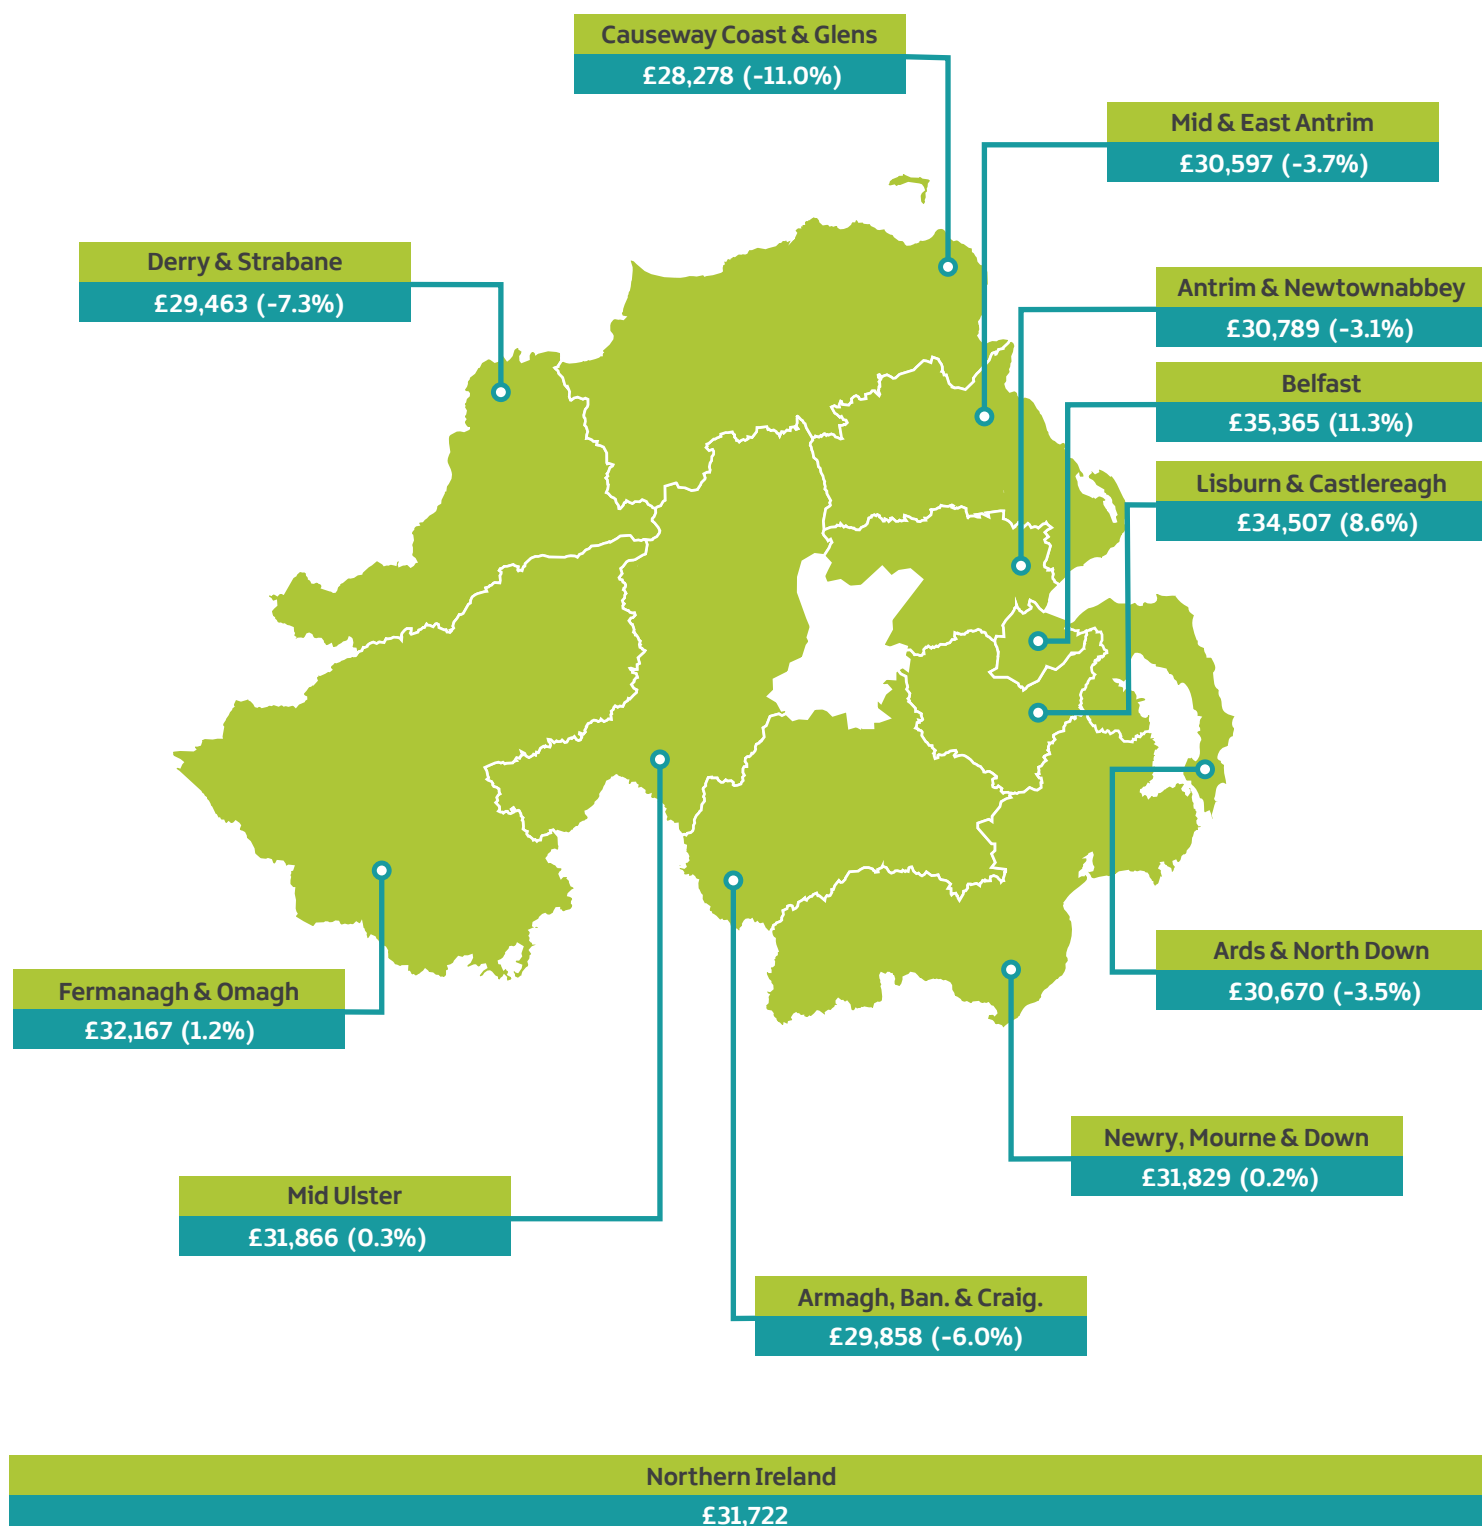 Causeway Coast & Glens
£28,278 (-11.0%)
Mid & East Antrim
£30,597 (-3.7%)
Derry & Strabane
£29,463 (-7.3%)
Antrim & Newtownabbey
£30,789 (-3.1%)
Belfast
£35,365 (11.3%)
Lisburn & Castlereagh
£34,507 (8.6%)
Ards & North Down
£30,670 (-3.5%)
Fermanagh & Omagh
£32,167 (1.2%)
Newry, Mourne & Down
£31,829 (0.2%)
Mid Ulster
£31,866 (0.3%)
Armagh, Ban. & Craig.
£29,858 (-6.0%)
Northern Ireland
£31,722